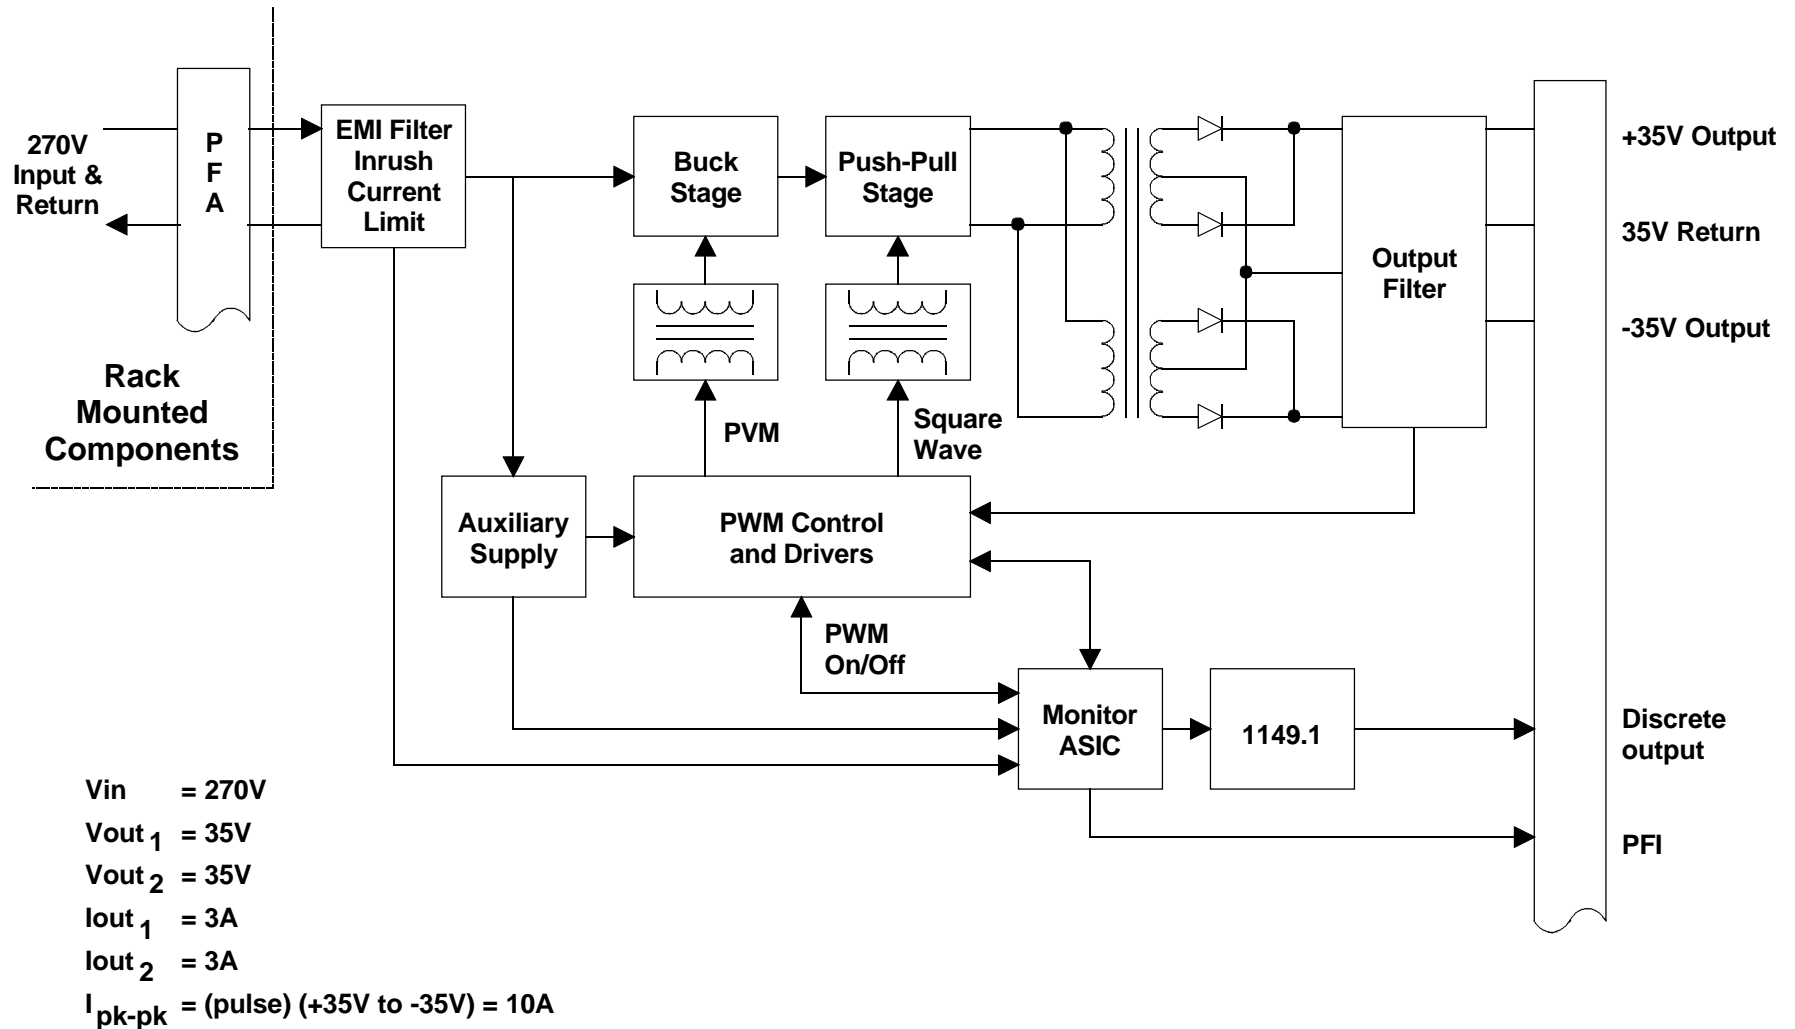 270V
Input &
Return
P
F
A
EMI Filter
Inrush
Current
Limit
Buck
Stage
Push-Pull
Stage
Output
Filter
+35V Output
35V Return
-35V Output
Rack
Mounted
Components
PVM
Square
Wave
Auxiliary
Supply
PWM Control
and Drivers
PWM
On/Off
Monitor
ASIC
1149.1
Discrete
output
PFI
Vin = 270V
Vout 1 = 35V
Vout 2 = 35V
Iout 1 = 3A
Iout 2 = 3A
I pk-pk = (pulse) (+35V to -35V) = 10A